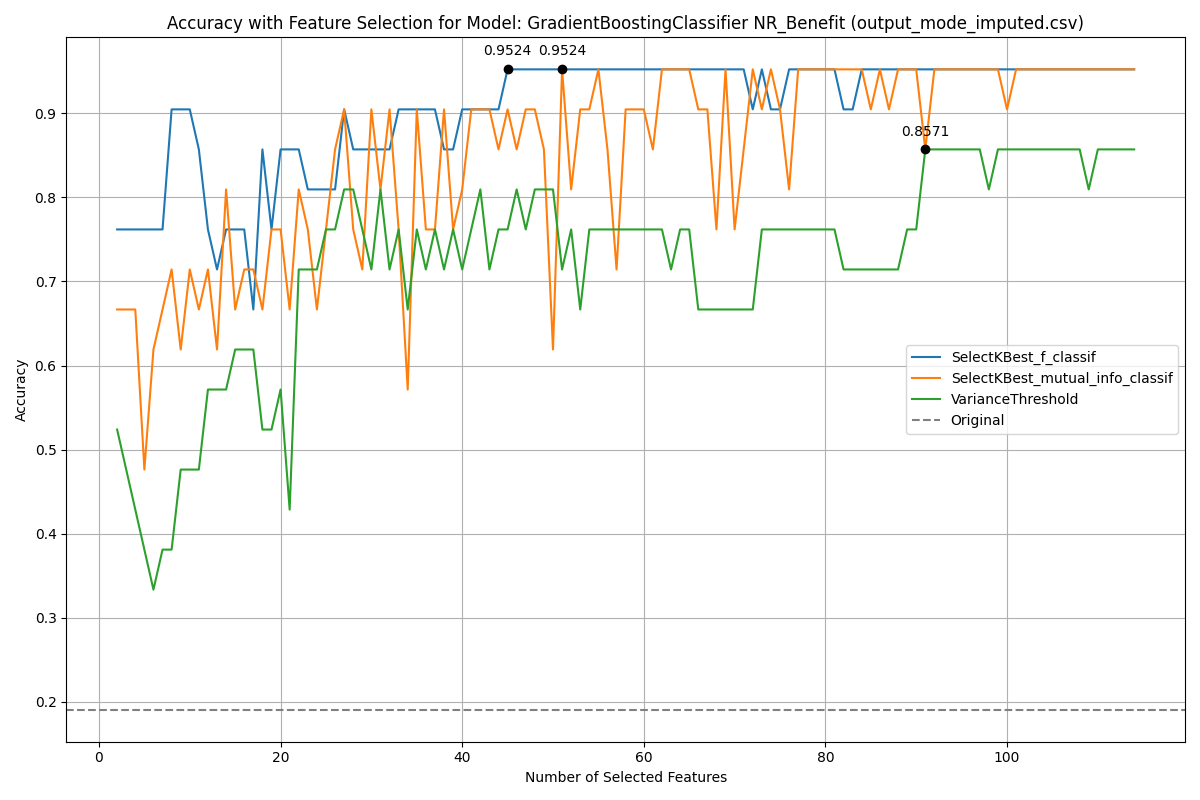 Accuracy with Feature Selection for Model: GradientBoostingClassifier NR_Benefit (output_mode_imputed.csv)
0.9524 0.9524
0.8571
0.9
0.8
0.7
0.6
0.5
0.4
0.3
0.2
Accuracy
SelectKBest_f_classif
SelectKBest_mutual_info_classif
VarianceThreshold
Original
0 20 40 60 80 100
Number of Selected Features